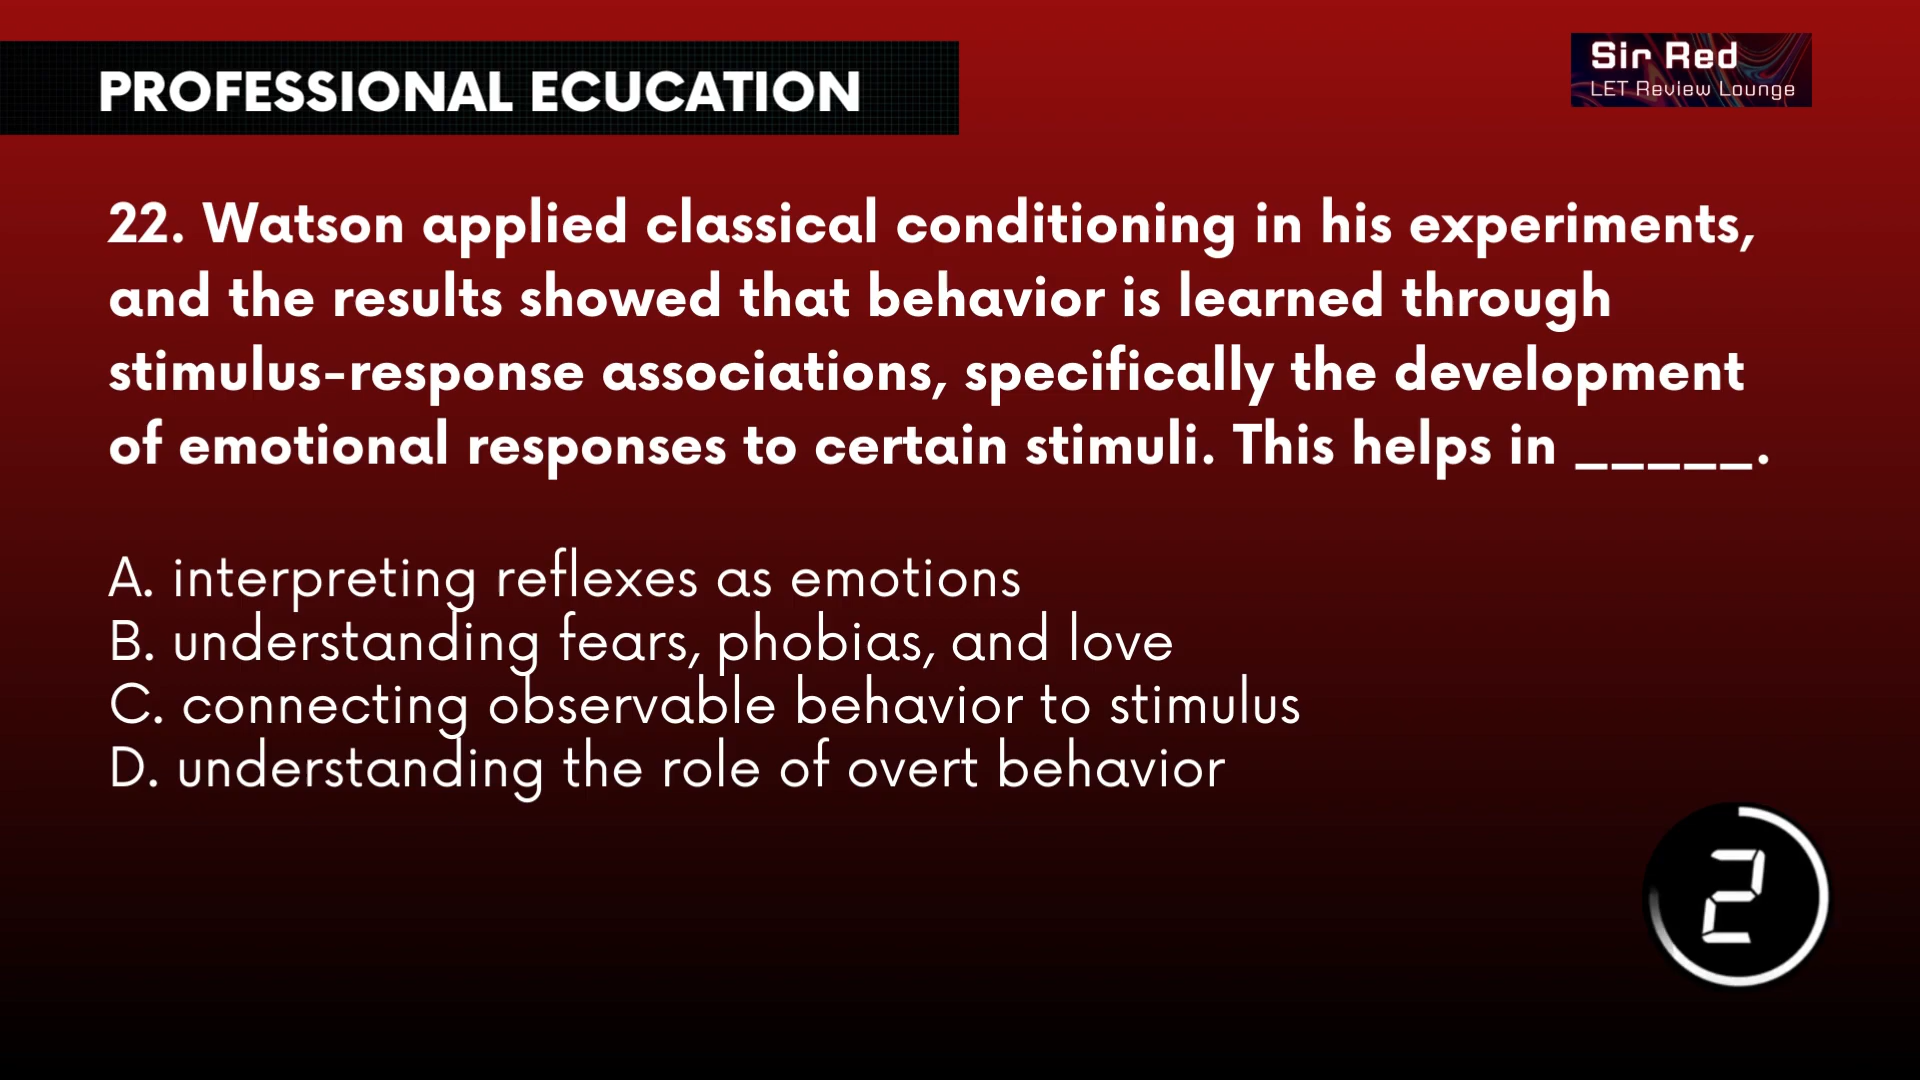 PROFESSIONAL ECUCATION
Sir Red
LET Review Lounge
22. Watson applied classical conditioning in his experiments,
and the results showed that behavior is learned through
stimulus-response associations, specifically the development
of emotional responses to certain stimuli. This helps in _____.
A. interpreting reflexes as emotions
B. understanding fears, phobias, and love
C. connecting observable behavior to stimulus
D. understanding the role of overt behavior
2